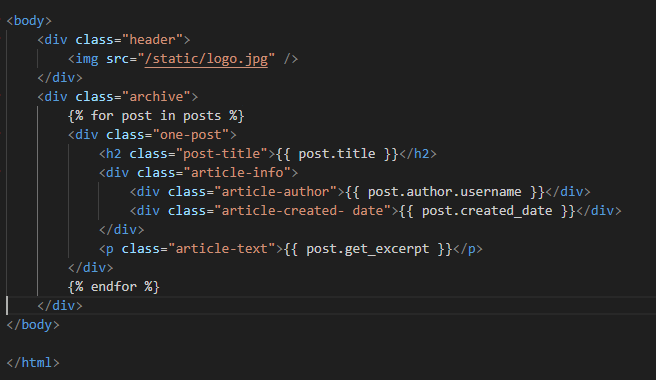 <body>
<div class="header">
<img src="/static/logo.jpg" />
</div>
<div class="archive">
{% for post in posts %}
<div class="one-post">
<h2 class="post-title">{{ post.title }}</h2>
<div class="article-info">
<div class="article-author">{{ post.author.username }}</div>
<div class="article-created- date">{{ post.created_date }}</div>
</div>
<p class="article-text">{{ post.get_excerpt }}</p>
</div>
{% endfor %}
</div>
</body>
</html>